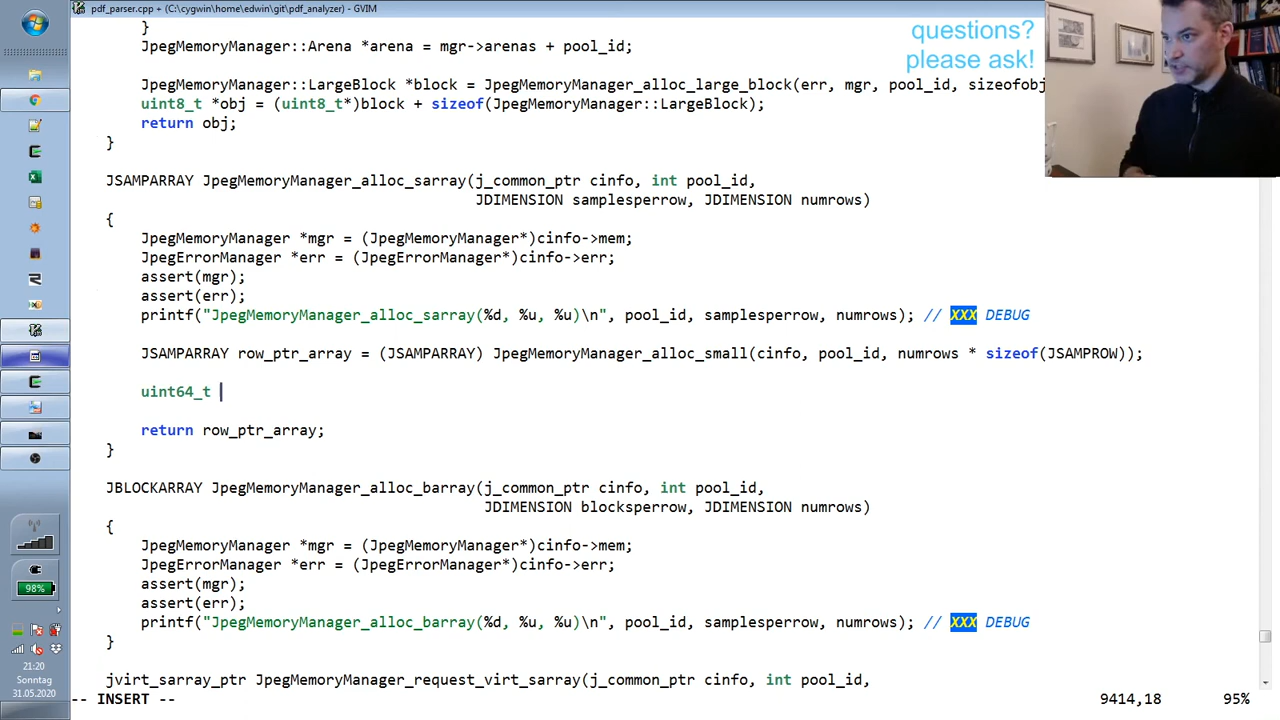 pdf_parser.cpp + (C:\cygwin\home\edwin\git\pdf_analyzer) - GVIM
}
JpegMemoryManager::Arena *arena = mgr->arenas + pool_id;
JpegMemoryManager::LargeBlock *block = JpegMemoryManager_alloc_large_block(err, mgr, pool_id, sizeofobj
uint8_t *obj = (uint8_t*)block + sizeof(JpegMemoryManager::LargeBlock);
return obj;
}
JSAMPARRAY JpegMemoryManager_alloc_sarray(j_common_ptr cinfo, int pool_id,
JDIMENSION samplesperrow, JDIMENSION numrows)
{
JpegMemoryManager *mgr = (JpegMemoryManager*)cinfo->mem;
JpegErrorManager *err = (JpegErrorManager*)cinfo->err;
assert(mgr);
assert(err);
printf("JpegMemoryManager_alloc_sarray(%d, %u, %u)\n", pool_id, samplesperrow, numrows); // XXX DEBUG
JSAMPARRAY row_ptr_array = (JSAMPARRAY) JpegMemoryManager_alloc_small(cinfo, pool_id, numrows * sizeof(JSAMPROW));
uint64_t
return row_ptr_array;
}
JBLOCKARRAY JpegMemoryManager_alloc_barray(j_common_ptr cinfo, int pool_id,
JDIMENSION blocksperrow, JDIMENSION numrows)
{
JpegMemoryManager *mgr = (JpegMemoryManager*)cinfo->mem;
JpegErrorManager *err = (JpegErrorManager*)cinfo->err;
assert(mgr);
assert(err);
printf("JpegMemoryManager_alloc_barray(%d, %u, %u)\n", pool_id, samplesperrow, numrows); // XXX DEBUG
}
jvirt_sarray_ptr JpegMemoryManager_request_virt_sarray(j_common_ptr cinfo, int pool_id,
-- INSERT --
9414,18
95%
questions?
please ask!
98%
21:20
Sonntag
31.05.2020